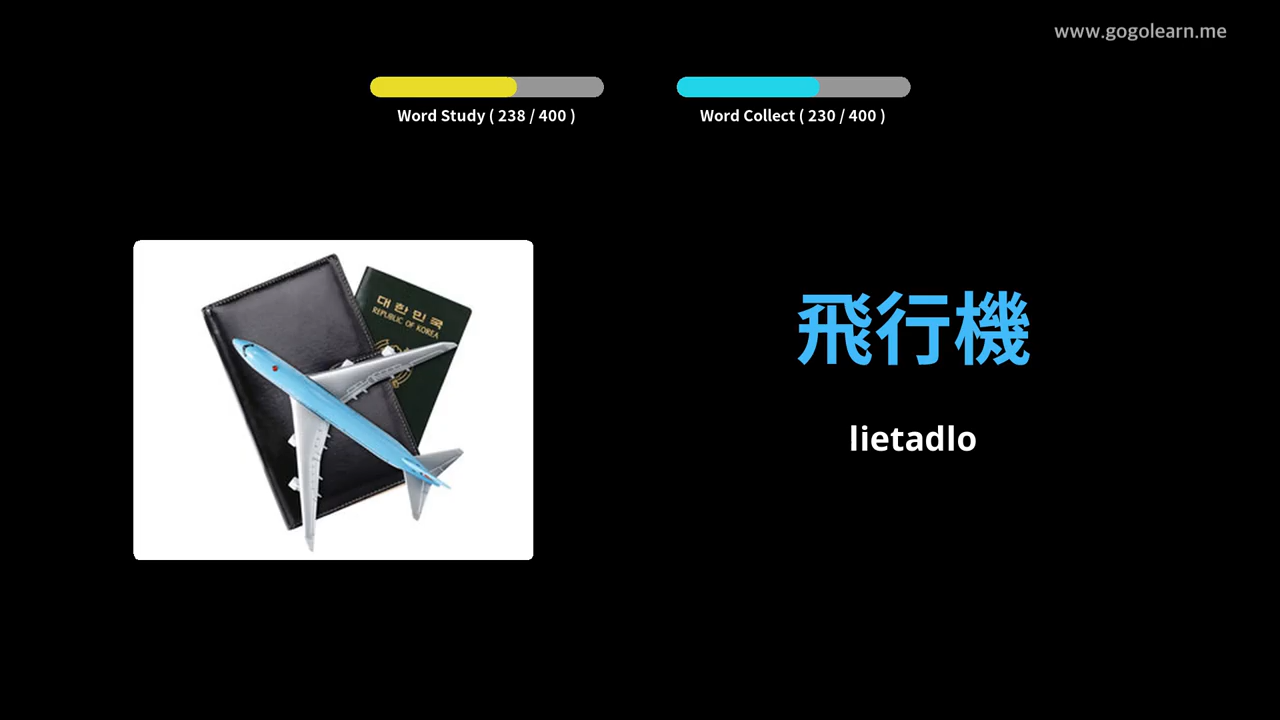 www.gogolearn.me
Word Study ( 238 / 400 )
Word Collect ( 230 / 400 )
대한민국
REPUBLIC OF KOREA
飛行機
lietadlo